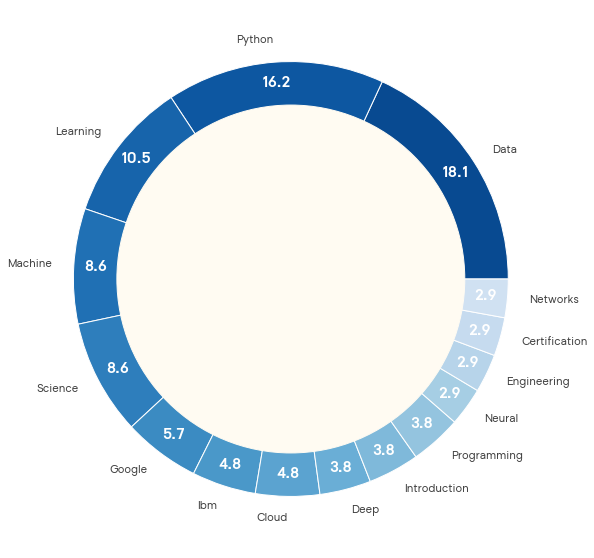 Python
16.2
Learning
10.5
Data
18.1
Machine
8.6
Science
8.6
Google
5.7
Ibm
4.8
Cloud
4.8
Deep
3.8
Introduction
3.8
Programming
3.8
Neural
2.9
Engineering
2.9
Certification
2.9
Networks
2.9